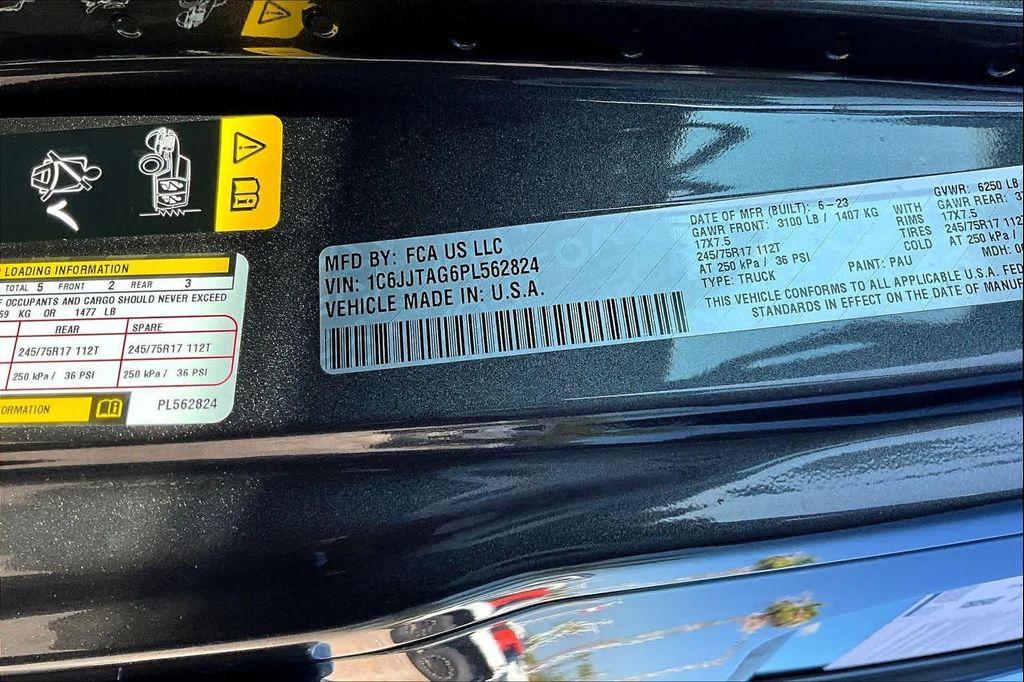 LOADING INFORMATION
TOTAL 5 FRONT 2 REAR 3
OCCUPANTS AND CARGO SHOULD NEVER EXCEED
KG OR 1477 LB
REAR SPARE
245/75R17 112T 245/75R17 112T
250 kPa / 36 PSI 250 kPa / 36 PSI
PL562824
MFD BY: FCA US LLC
VIN: 1C6JJTAG6PL562824
VEHICLE MADE IN: U.S.A.
DATE OF MFR (BUILT): 6-23 GVWR: 6250 LB
GAWR FRONT: 3100 LB / 1407 KG WITH GAWR REAR:
17X7.5 RIMS 17X7.5
245/75R17 112T TIRES 245/75R17 112
AT 250 kPa / 36 PSI COLD AT 250 kPa /
TYPE: TRUCK PAINT: PAU MDH:
THIS VEHICLE CONFORMS TO ALL APPLICABLE U.S.A. FED
STANDARDS IN EFFECT ON THE DATE OF MANUF